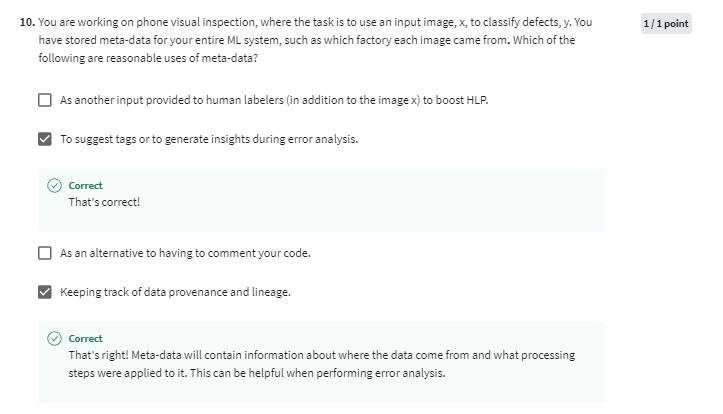 10. You are working on phone visual inspection, where the task is to use an input image, x, to classify defects, y. You
1 / 1 point
have stored meta-data for your entire ML system, such as which factory each image came from. Which of the
following are reasonable uses of meta-data?
As another input provided to human labelers (in addition to the image x) to boost HLP.
To suggest tags or to generate insights during error analysis.
Correct
That's correct!
As an alternative to having to comment your code.
Keeping track of data provenance and lineage.
Correct
That's right! Meta-data will contain information about where the data come from and what processing
steps were applied to it. This can be helpful when performing error analysis.